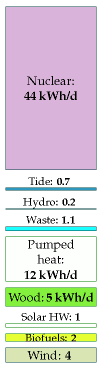 Nuclear:
44 kWh/d
Tide: 0.7
Hydro: 0.2
Waste: 1.1
Pumped
heat:
12 kWh/d
Wood: 5 kWh/d
Solar HW: 1
Biofuels: 2
Wind: 4